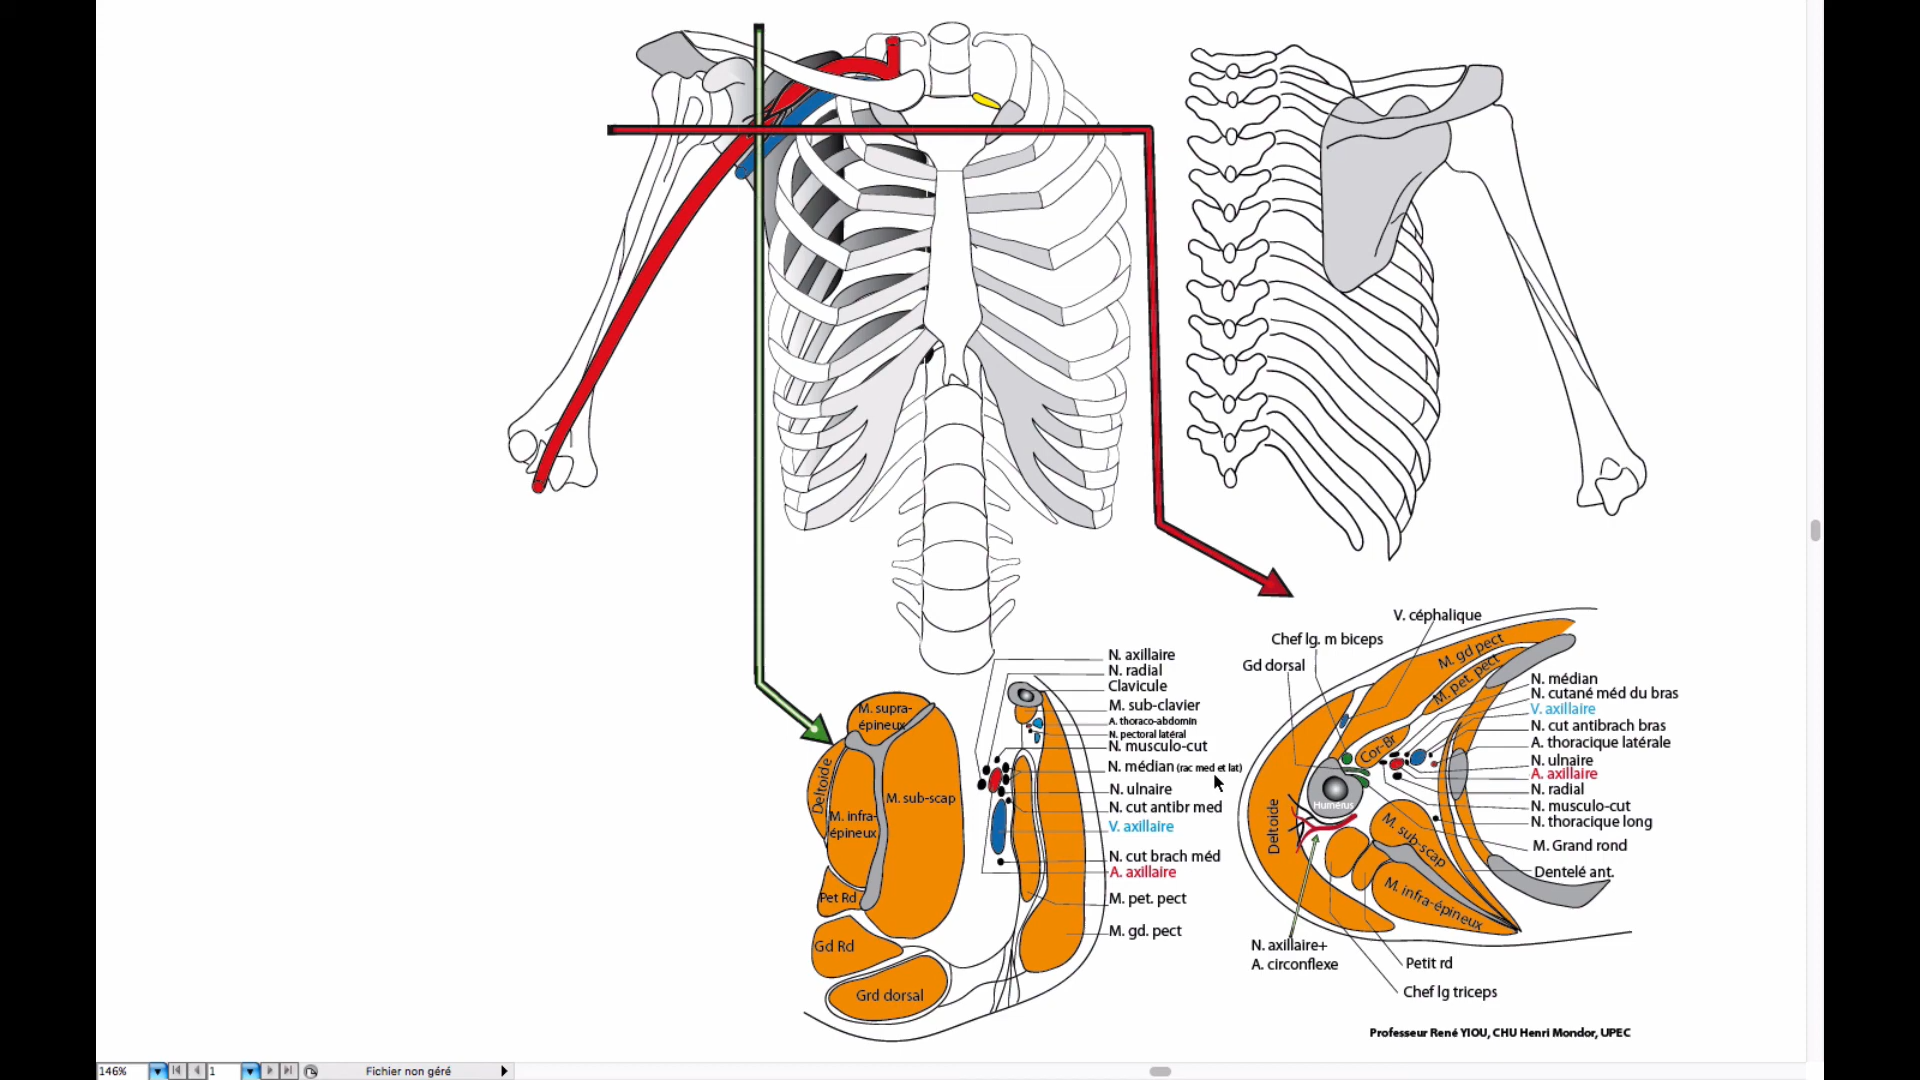 M. supra-
épineux
Deltoide
M. infra-
épineux
M. sub-scap
Pet Rd
Gd Rd
Grd dorsal
N. axillaire
N. radial
Clavicule
M. sub-clavier
A. thoraco-abdomin
N. pectoral latéral
N. musculo-cut
N. médian (rac med et lat)
N. ulnaire
N. cut antibr med
V. axillaire
N. cut brach méd
A. axillaire
M. pet. pect
M. gd. pect
V. céphalique
Chef lg. m biceps
Gd dorsal
M. gd pect
M. pet. pect
Cor-Br
Humérus
Deltoide
M. sub-scap
M. infra-épineux
N. médian
N. cutané méd du bras
V. axillaire
N. cut antibrach bras
A. thoracique latérale
N. ulnaire
A. axillaire
N. radial
N. musculo-cut
N. thoracique long
M. Grand rond
Dentelé ant.
N. axillaire+
A. circonflexe
Petit rd
Chef lg triceps
Professeur René YIOU, CHU Henri Mondor, UPEC
146%
1
Fichier non géré